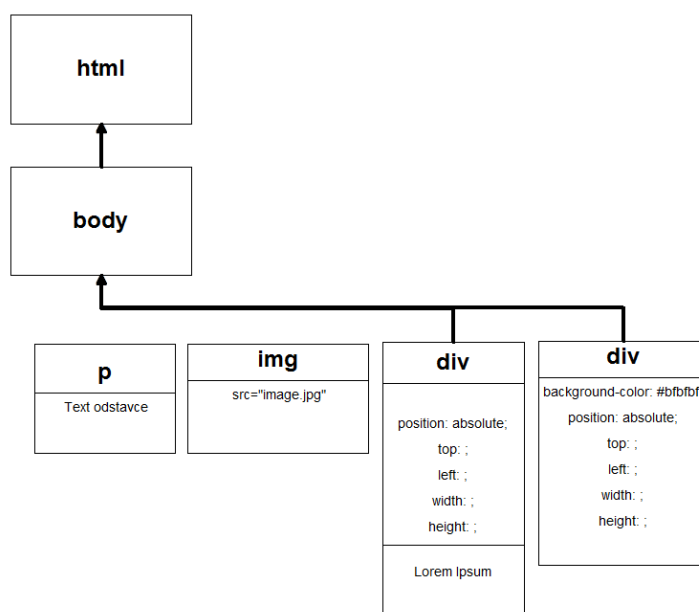 html
body
p
Text odstavce
img
src="image.jpg"
div
position: absolute;
top: ;
left: ;
width: ;
height: ;
Lorem Ipsum
div
background-color: #bfbfbf
position: absolute;
top: ;
left: ;
width: ;
height: ;